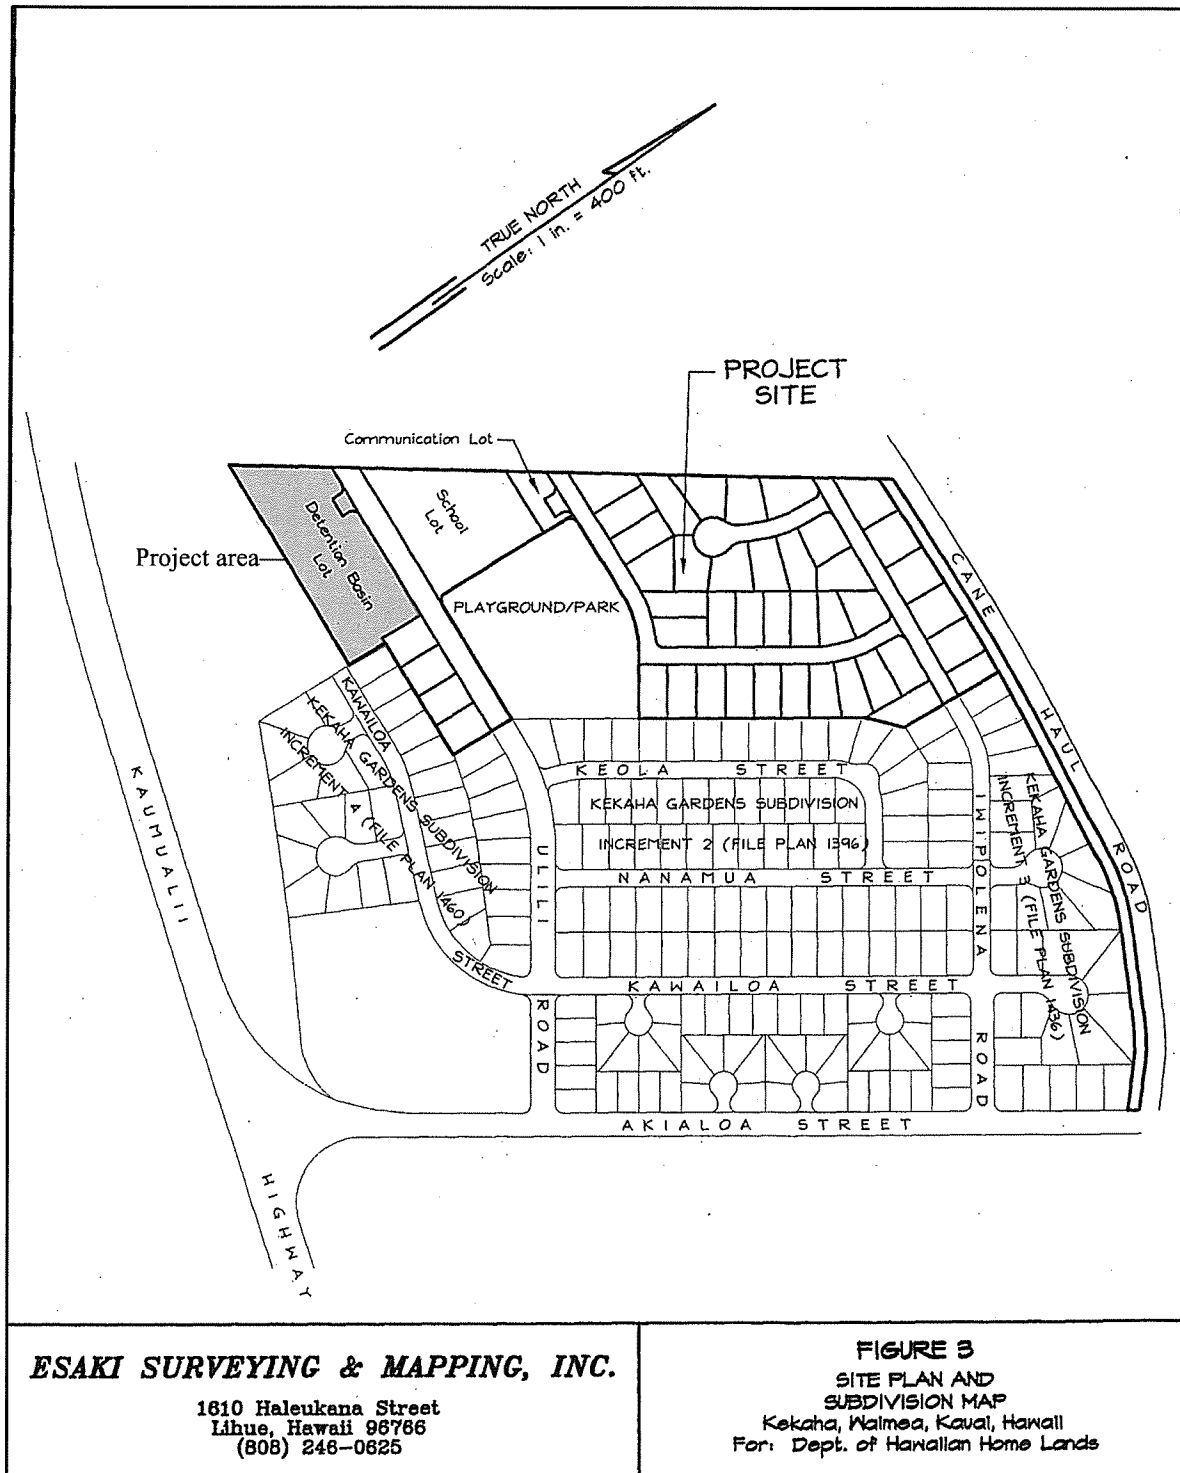 TRUE NORTH
Scale: 1 in. = 400 ft.
PROJECT
SITE
Communication Lot
School
Lot
Detention Basin
Lot
Project area
PLAYGROUND/PARK
CANE HAUL ROAD
KAWAILOA STREET
KEKAHA GARDENS SUBDIVISION
INCREMENT 4 (FILE PLAN 1460)
KEOLA STREET
KEKAHA GARDENS SUBDIVISION
INCREMENT 2 (FILE PLAN 1396)
NANAMUA STREET
KEKAHA GARDENS SUBDIVISION
INCREMENT 3 (FILE PLAN 1436)
ULILI ROAD
IWIPOLENA ROAD
KAWAILOA STREET
AKIALOA STREET
KAUMUALII HIGHWAY
ESAKI SURVEYING & MAPPING, INC.
1610 Haleukana Street
Lihue, Hawaii 96766
(808) 246-0625
FIGURE 3
SITE PLAN AND
SUBDIVISION MAP
Kekaha, Waimea, Kauai, Hawaii
For: Dept. of Hawaiian Home Lands